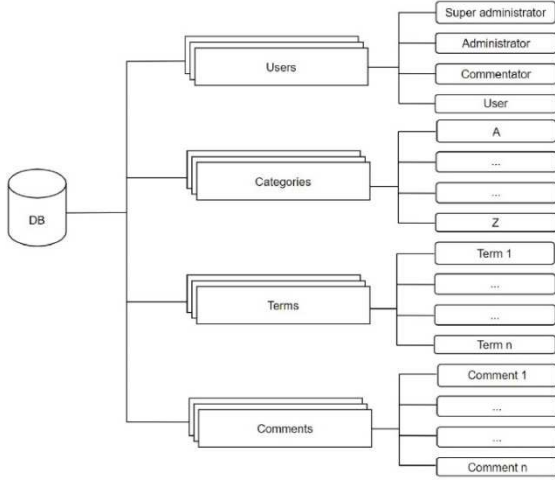 Super administrator
Administrator
Users
Commentator
User
A
...
Categories
...
Z
DB
Term 1
...
Terms
...
Term n
Comment 1
...
Comments
...
Comment n